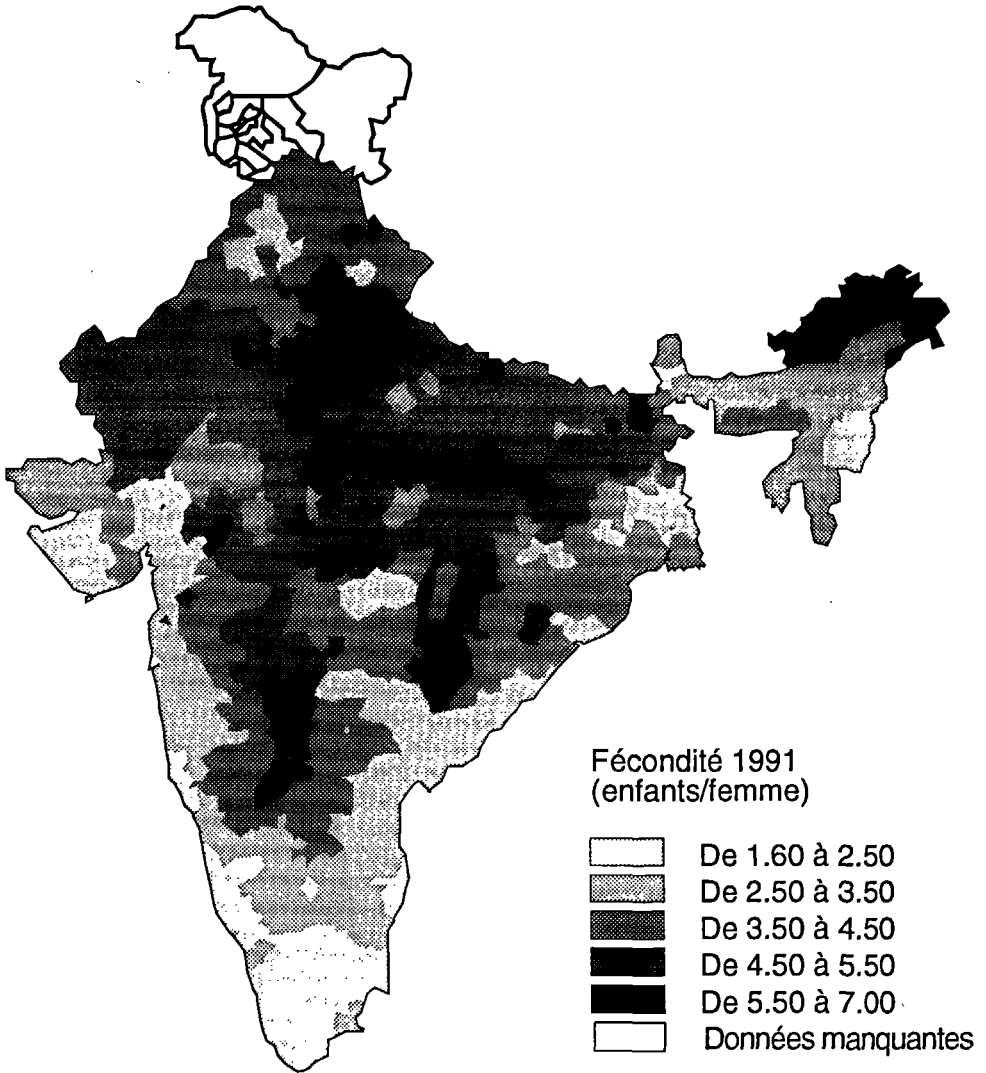 Fécondité 1991
(enfants/femme)
De 1.60 à 2.50
De 2.50 à 3.50
De 3.50 à 4.50
De 4.50 à 5.50
De 5.50 à 7.00
Données manquantes